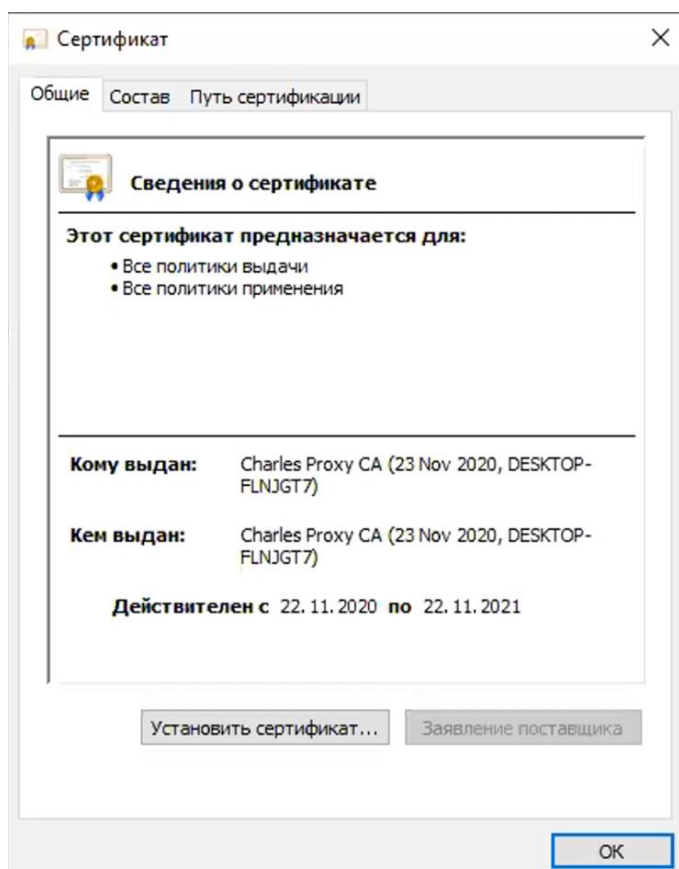 Сертификат
Общие Состав Путь сертификации
Сведения о сертификате
Этот сертификат предназначается для:
• Все политики выдачи
• Все политики применения
Кому выдан: Charles Proxy CA (23 Nov 2020, DESKTOP-
FLNJGT7)
Кем выдан: Charles Proxy CA (23 Nov 2020, DESKTOP-
FLNJGT7)
Действителен с 22.11.2020 по 22.11.2021
Установить сертификат... Заявление поставщика
ОК